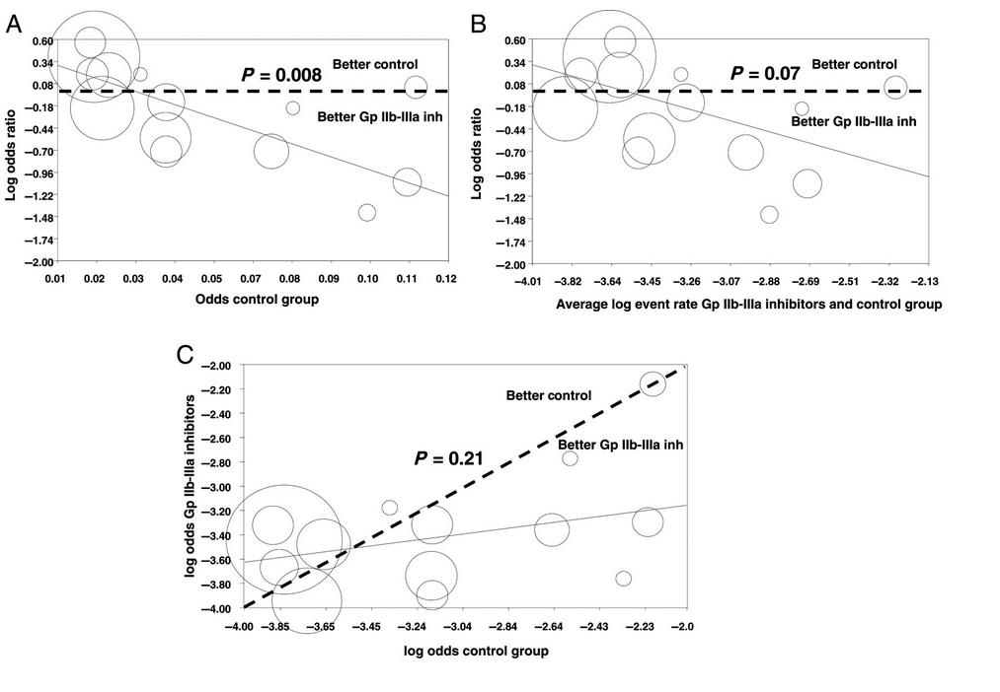 A
Log odds ratio
0.60
0.34
0.08
−0.18
−0.44
−0.70
−0.96
−1.22
−1.48
−1.74
−2.00
P = 0.008
Better control
Better Gp IIb-IIIa inh
0.01 0.02 0.03 0.04 0.05 0.06 0.07 0.08 0.09 0.10 0.12
Odds control group
B
Log odds ratio
0.60
0.34
0.08
−0.18
−0.44
−0.70
−0.96
−1.22
−1.48
−1.74
−2.00
P = 0.07
Better control
Better Gp IIb-IIIa inh
−4.01 −3.82 −3.64 −3.45 −3.26 −3.07 −2.88 −2.69 −2.51 −2.32 −2.13
Average log event rate Gp IIb-IIIa inhibitors and control group
C
log odds Gp IIb-IIIa inhibitors
−2.00
−2.20
−2.40
−2.60
−2.80
−3.00
−3.20
−3.40
−3.60
−3.80
−4.00
Better control
Better Gp IIb-IIIa inh
P = 0.21
−4.00 −3.85 −3.65 −3.45 −3.24 −3.04 −2.84 −2.64 −2.43 −2.23 −2.0
log odds control group